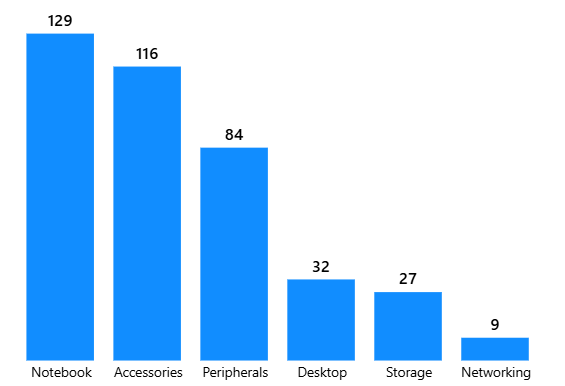 129
116
84
32
27
9
Notebook
Accessories
Peripherals
Desktop
Storage
Networking